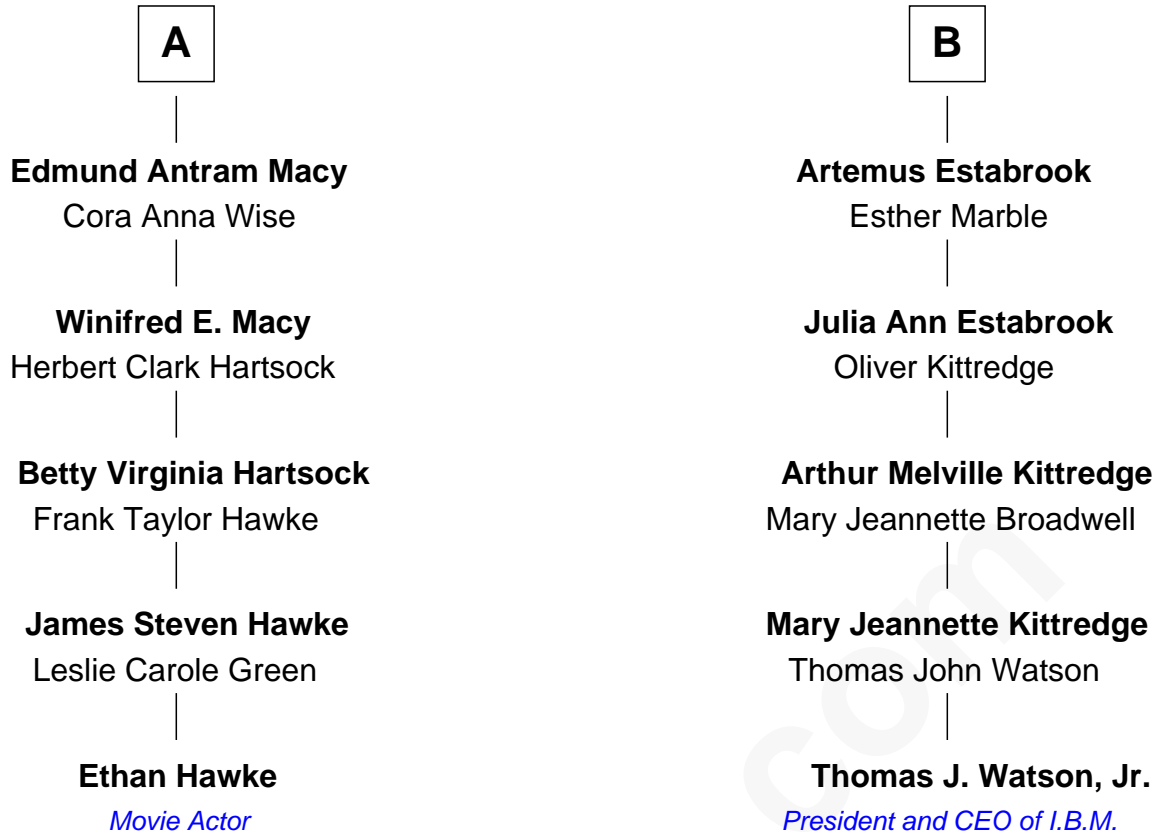 A
Edmund Antram Macy
Cora Anna Wise
Winifred E. Macy
Herbert Clark Hartsock
Betty Virginia Hartsock
Frank Taylor Hawke
James Steven Hawke
Leslie Carole Green
Ethan Hawke
Movie Actor
B
Artemus Estabrook
Esther Marble
Julia Ann Estabrook
Oliver Kittredge
Arthur Melville Kittredge
Mary Jeannette Broadwell
Mary Jeannette Kittredge
Thomas John Watson
Thomas J. Watson, Jr.
President and CEO of I.B.M.
com